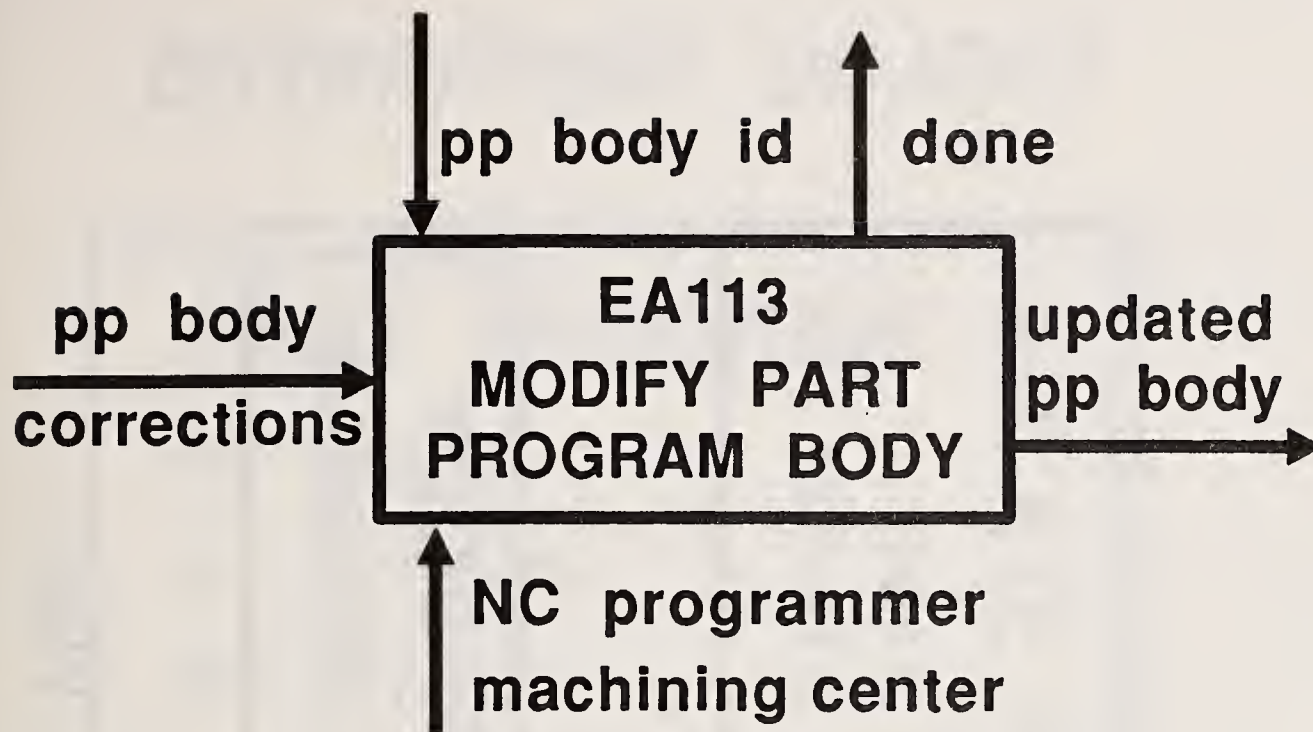 pp body id
done
pp body
corrections
EA113
MODIFY PART
PROGRAM BODY
updated
pp body
NC programmer
machining center